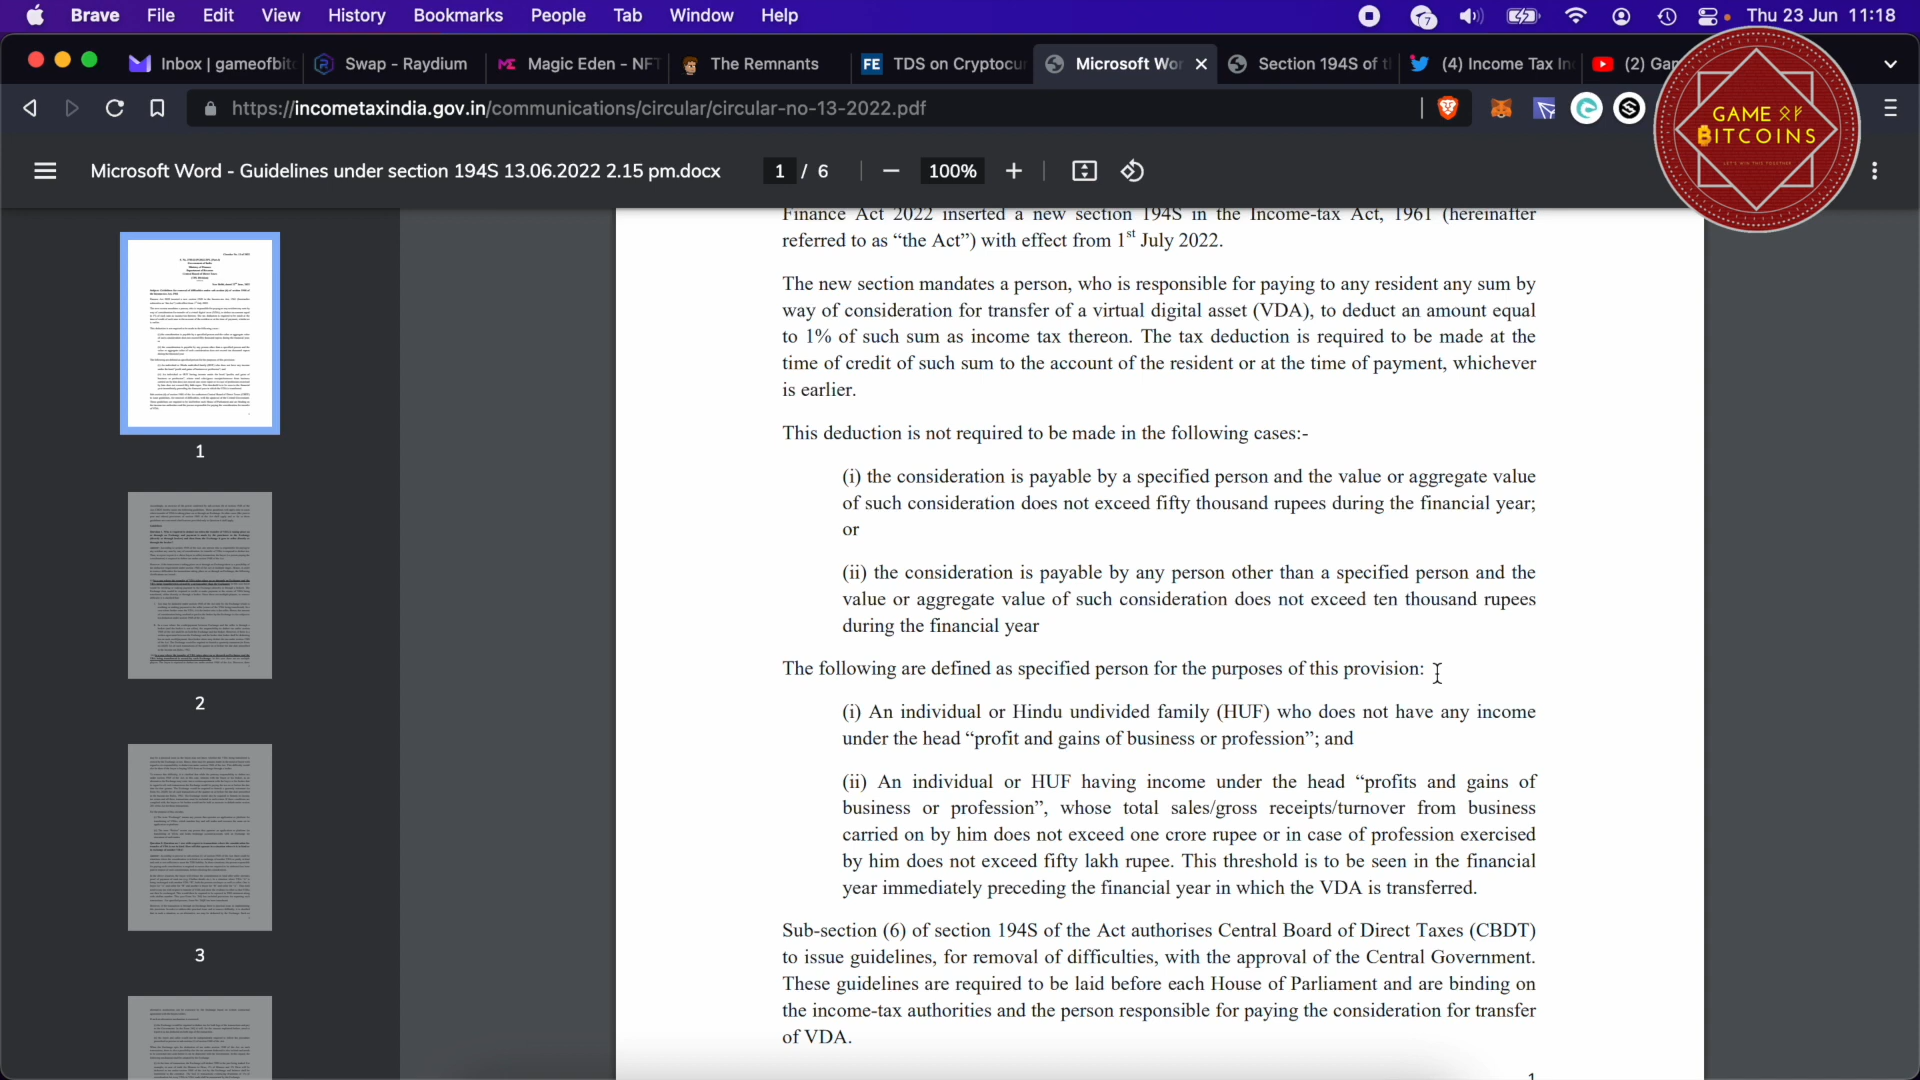 Brave File Edit View History Bookmarks People Tab Window Help
7 Thu 23 Jun 11:18
Inbox | gameofbit
Swap - Raydium
Magic Eden - NFT
The Remnants
FE TDS on Cryptocur
Microsoft Wor
Section 194S of t
(4) Income Tax In
(2) Gam
https://incometaxindia.gov.in/communications/circular/circular-no-13-2022.pdf
GAME OF
BITCOINS
LET'S WIN THIS TOGETHER
Microsoft Word - Guidelines under section 194S 13.06.2022 2.15 pm.docx
1 / 6
100%
1
2
3
Finance Act 2022 inserted a new section 194S in the Income-tax Act, 1961 (hereinafter
referred to as “the Act”) with effect from 1st July 2022.
The new section mandates a person, who is responsible for paying to any resident any sum by
way of consideration for transfer of a virtual digital asset (VDA), to deduct an amount equal
to 1% of such sum as income tax thereon. The tax deduction is required to be made at the
time of credit of such sum to the account of the resident or at the time of payment, whichever
is earlier.
This deduction is not required to be made in the following cases:-
(i) the consideration is payable by a specified person and the value or aggregate value
of such consideration does not exceed fifty thousand rupees during the financial year;
or
(ii) the consideration is payable by any person other than a specified person and the
value or aggregate value of such consideration does not exceed ten thousand rupees
during the financial year
The following are defined as specified person for the purposes of this provision:
(i) An individual or Hindu undivided family (HUF) who does not have any income
under the head “profit and gains of business or profession”; and
(ii) An individual or HUF having income under the head “profits and gains of
business or profession”, whose total sales/gross receipts/turnover from business
carried on by him does not exceed one crore rupee or in case of profession exercised
by him does not exceed fifty lakh rupee. This threshold is to be seen in the financial
year immediately preceding the financial year in which the VDA is transferred.
Sub-section (6) of section 194S of the Act authorises Central Board of Direct Taxes (CBDT)
to issue guidelines, for removal of difficulties, with the approval of the Central Government.
These guidelines are required to be laid before each House of Parliament and are binding on
the income-tax authorities and the person responsible for paying the consideration for transfer
of VDA.
1